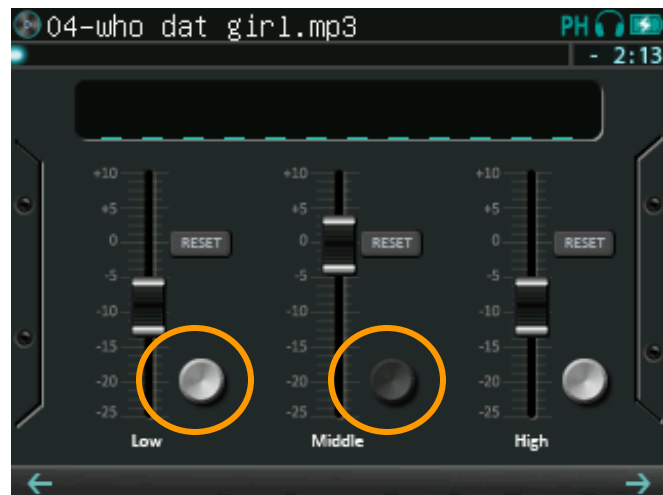 04-who dat girl.mp3 PH
- 2:13
+10 +10 +10
+5 +5 +5
0 RESET 0 RESET 0 RESET
-5 -5 -5
-10 -10 -10
-15 -15 -15
-20 -20 -20
-25 -25 -25
Low Middle High